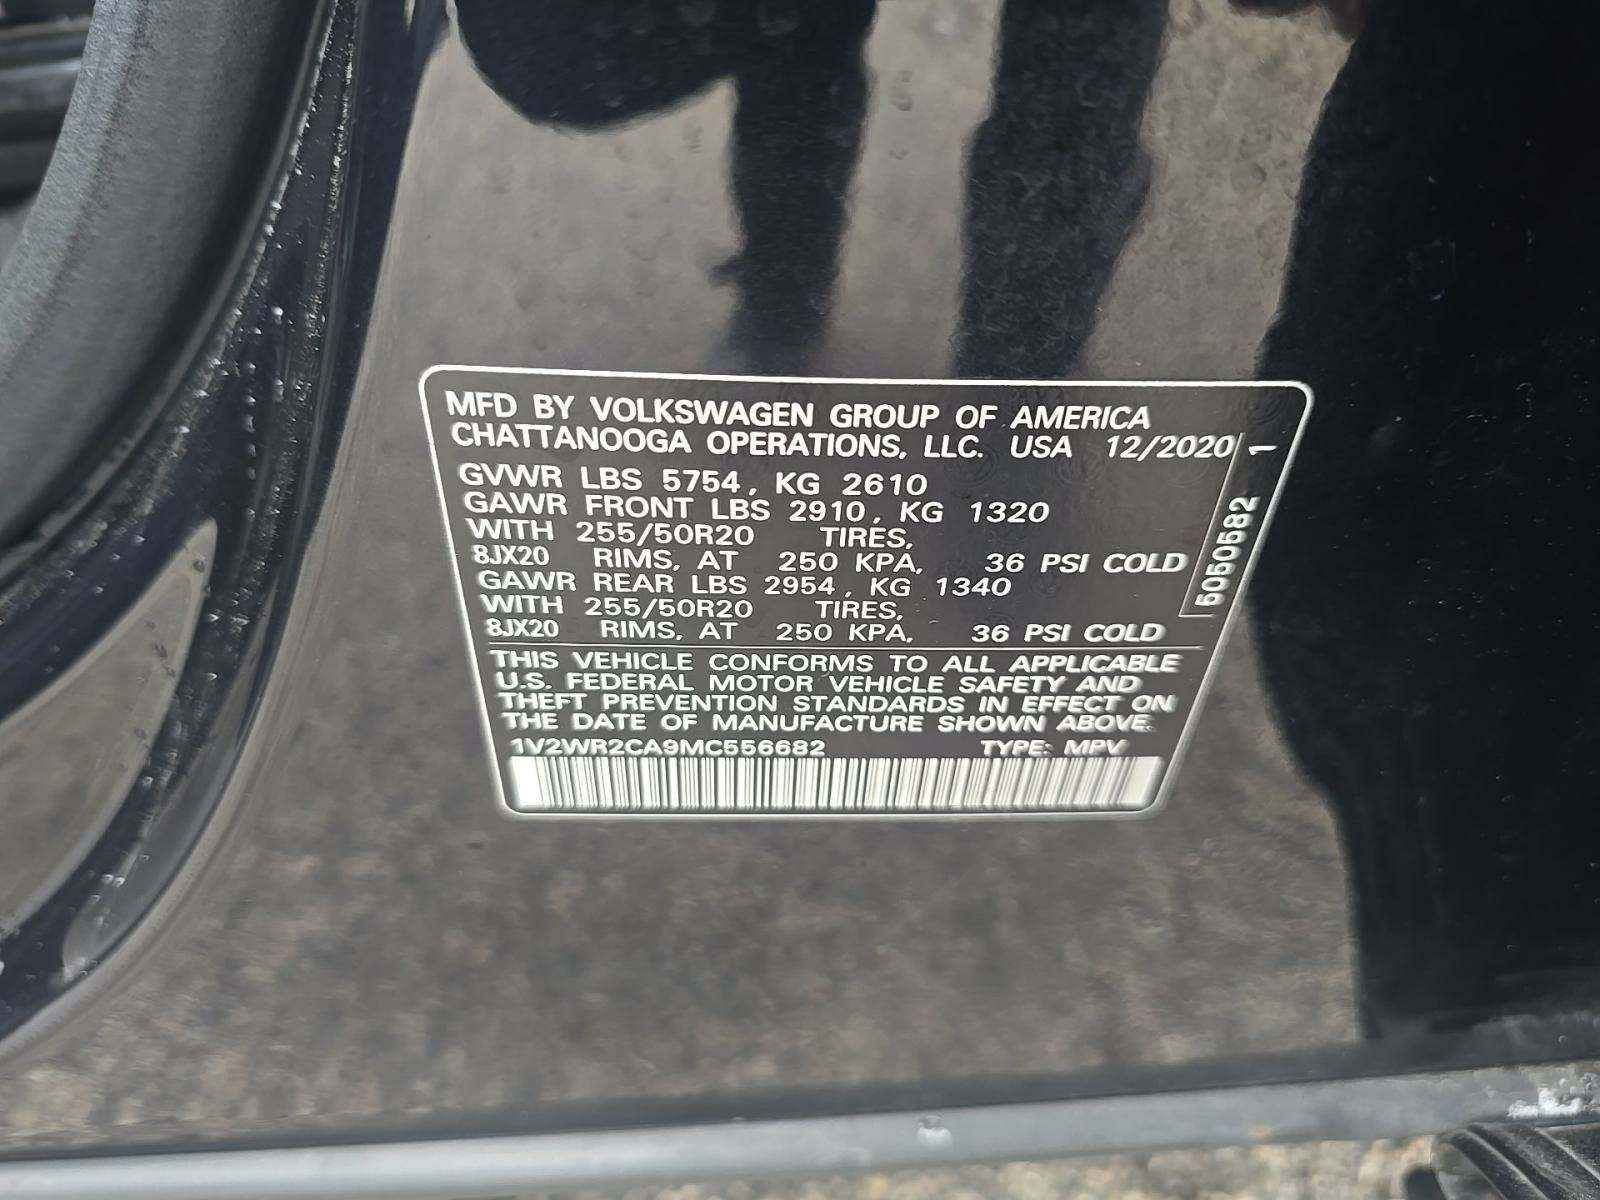 MFD BY VOLKSWAGEN GROUP OF AMERICA
CHATTANOOGA OPERATIONS, LLC. USA 12/2020
GVWR LBS 5754, KG 2610
GAWR FRONT LBS 2910, KG 1320
WITH 255/50R20 TIRES,
8JX20 RIMS, AT 250 KPA, 36 PSI COLD
GAWR REAR LBS 2954, KG 1340
WITH 255/50R20 TIRES,
8JX20 RIMS, AT 250 KPA, 36 PSI COLD
THIS VEHICLE CONFORMS TO ALL APPLICABLE
U.S. FEDERAL MOTOR VEHICLE SAFETY AND
THEFT PREVENTION STANDARDS IN EFFECT ON
THE DATE OF MANUFACTURE SHOWN ABOVE.
1V2WR2CA9MC556682 TYPE: MPV
5050582 1